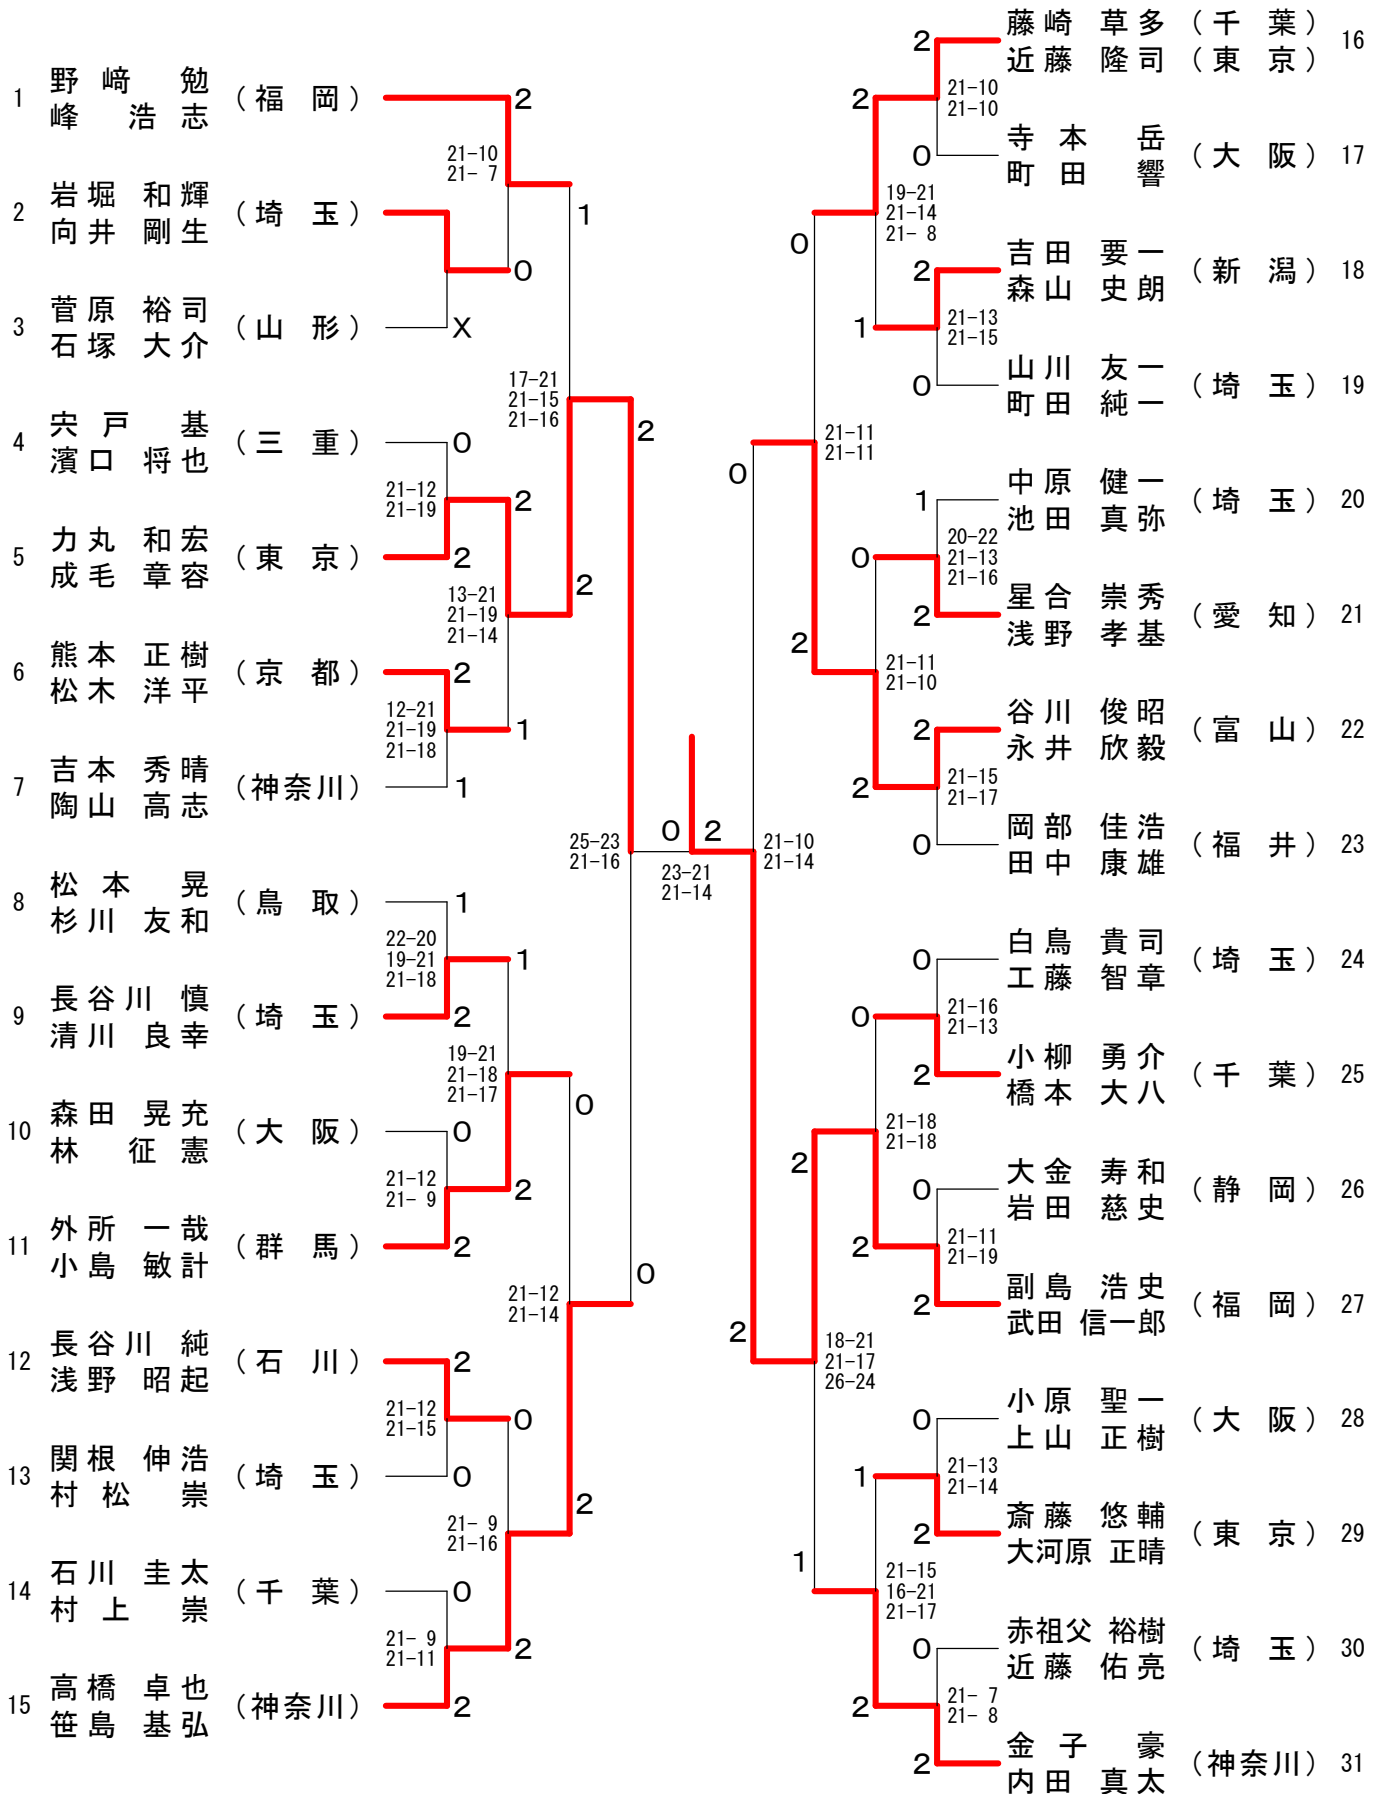 1 野﨑 勉 (福岡) 2
峰 浩志
21-10
21- 7
2 岩堀 和輝 (埼玉)
向井 剛生
0
1
3 菅原 裕司 (山形) X
石塚 大介
17-21
21-15
21-16
2
4 宍戸 基 (三重) 0
濱口 将也
21-12
21-19
2
5 力丸 和宏 (東京) 2
成毛 章容
13-21
21-19
21-14
2
6 熊本 正樹 (京都) 2
松木 洋平
12-21
21-19
21-18
1
7 吉本 秀晴 (神奈川) 1
陶山 高志
25-23
21-16
8 松本 晃 (鳥取) 1
杉川 友和
22-20
19-21
21-18
1
9 長谷川 慎 (埼玉) 2
清川 良幸
19-21
21-18
21-17
0
10 森田 晃充 (大阪) 0
林 征憲
21-12
21- 9
2
11 外所 一哉 (群馬) 2
小島 敏計
21-12
21-14
0
12 長谷川 純 (石川) 2
浅野 昭起
21-12
21-15
0
13 関根 伸浩 (埼玉) 0
村松 崇
21- 9
21-16
2
14 石川 圭太 (千葉) 0
村上 崇
21- 9
21-11
2
15 高橋 卓也 (神奈川) 2
笹島 基弘
0 2
23-21
21-14
2 藤崎 草多 (千葉) 16
近藤 隆司 (東京)
21-10
21-10
2
0 寺本 岳 (大阪) 17
町田 響
19-21
21-14
21- 8
0
2 吉田 要一 (新潟) 18
森山 史朗
21-13
21-15
1
0 山川 友一 (埼玉) 19
町田 純一
21-11
21-11
0
1 中原 健一 (埼玉) 20
池田 真弥
20-22
21-13
21-16
0
2 星合 崇秀 (愛知) 21
浅野 孝基
21-11
21-10
2
2 谷川 俊昭 (富山) 22
永井 欣毅
21-15
21-17
2
0 岡部 佳浩 (福井) 23
田中 康雄
21-10
21-14
0 白鳥 貴司 (埼玉) 24
工藤 智章
21-16
21-13
0
2 小柳 勇介 (千葉) 25
橋本 大八
21-18
21-18
2
0 大金 寿和 (静岡) 26
岩田 慈史
21-11
21-19
2
2 副島 浩史 (福岡) 27
武田 信一郎
18-21
21-17
26-24
2
0 小原 聖一 (大阪) 28
上山 正樹
21-13
21-14
1
2 斎藤 悠輔 (東京) 29
大河原 正晴
21-15
16-21
21-17
1
0 赤祖父 裕樹 (埼玉) 30
近藤 佑亮
21- 7
21- 8
2
2 金子 豪 (神奈川) 31
内田 真太